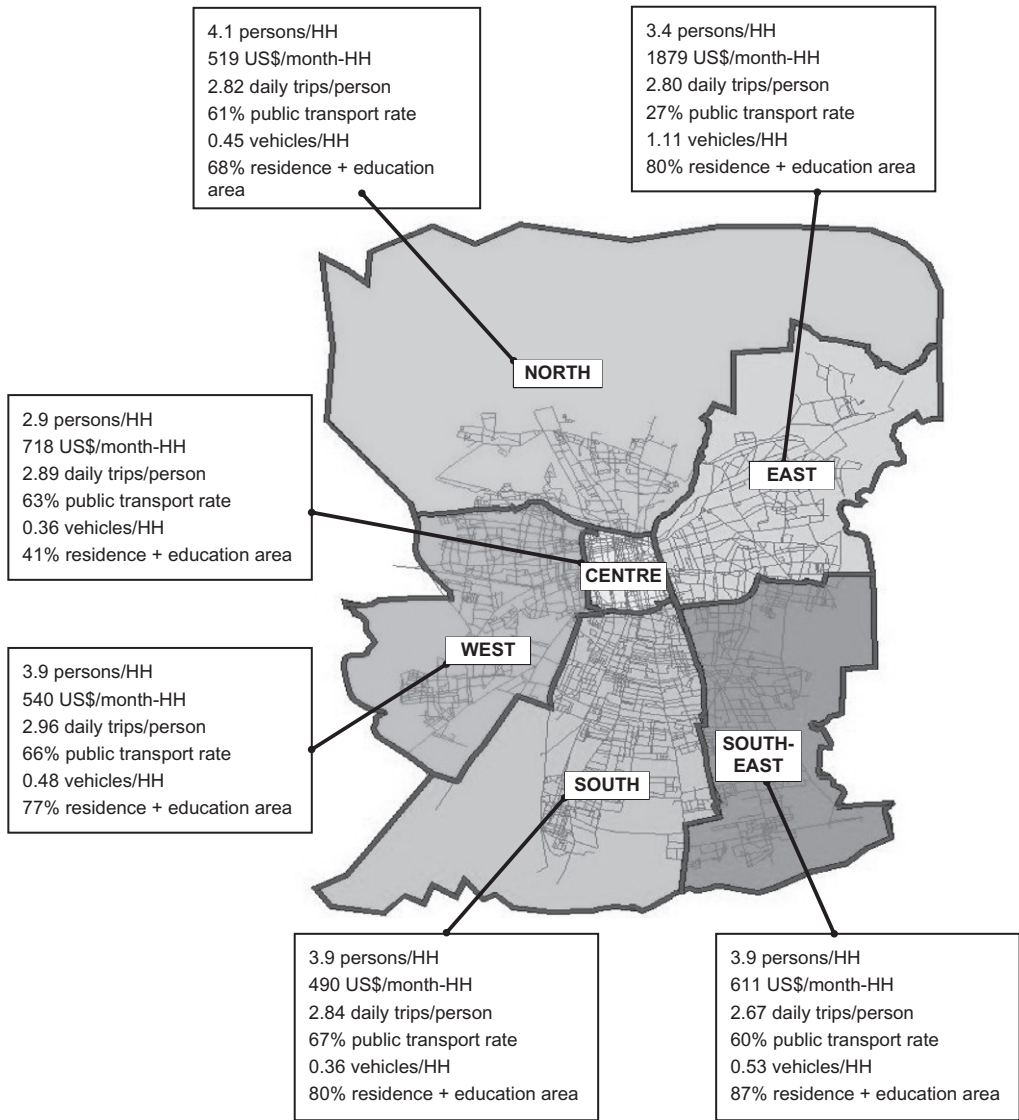 4.1 persons/HH
519 US$/month-HH
2.82 daily trips/person
61% public transport rate
0.45 vehicles/HH
68% residence + education
area
3.4 persons/HH
1879 US$/month-HH
2.80 daily trips/person
27% public transport rate
1.11 vehicles/HH
80% residence + education area
NORTH
2.9 persons/HH
718 US$/month-HH
2.89 daily trips/person
63% public transport rate
0.36 vehicles/HH
41% residence + education area
EAST
CENTRE
3.9 persons/HH
540 US$/month-HH
2.96 daily trips/person
66% public transport rate
0.48 vehicles/HH
77% residence + education area
WEST
SOUTH
SOUTH-
EAST
3.9 persons/HH
490 US$/month-HH
2.84 daily trips/person
67% public transport rate
0.36 vehicles/HH
80% residence + education area
3.9 persons/HH
611 US$/month-HH
2.67 daily trips/person
60% public transport rate
0.53 vehicles/HH
87% residence + education area